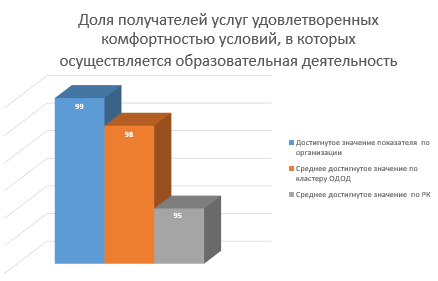 Доля получателей услуг удовлетворенных
комфортностью условий, в которых
осуществляется образовательная деятельность
99
98
95
Достигнутое значение показателя по
организации
Среднее достигнутое значение по
кластеру ОДОД
Среднее достигнутое значение по РК